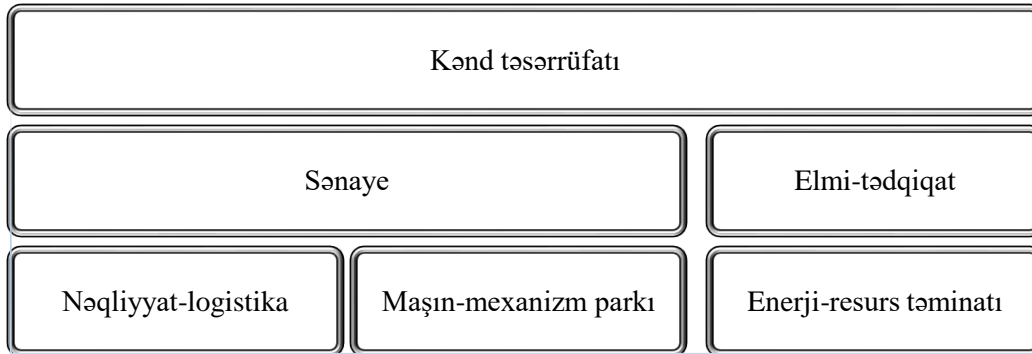 Kənd təsərrüfatı
Sənaye
Elmi-tədqiqat
Nəqliyyat-logistika
Maşın-mexanizm parkı
Enerji-resurs təminatı